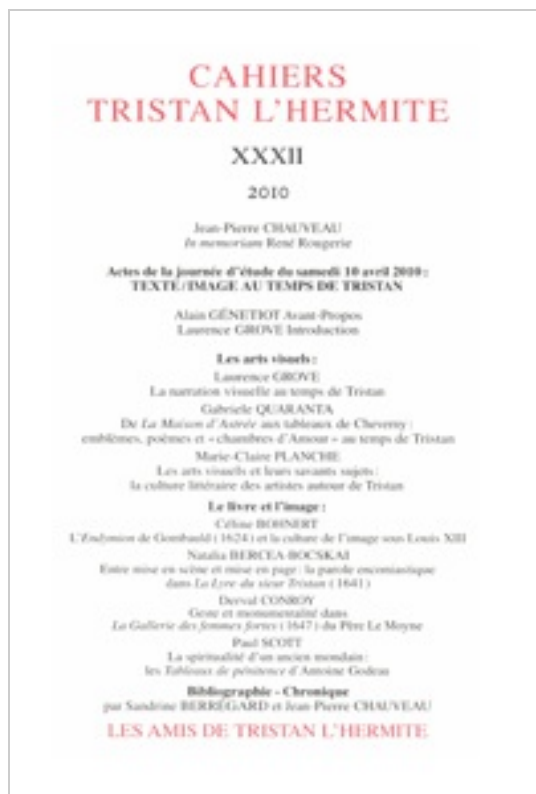 CAHIERS
TRISTAN L'HERMITE
XXXII
2010
Jean-Pierre CHAUVEAU
In memoriam René Rougerie
Actes de la journée d'étude du samedi 10 avril 2010 :
TEXTE / IMAGE AU TEMPS DE TRISTAN
Alain GÉNETIOT Avant-Propos
Laurence GROVE Introduction
Les arts visuels :
Laurence GROVE
La narration visuelle au temps de Tristan
Gabriele QUARANTA
De La Maison d'Astrée aux tableaux de Cheverny :
emblèmes, poèmes et « chambres d'Amour » au temps de Tristan
Marie-Claire PLANCHE
Les arts visuels et leurs savants sujets :
la culture littéraire des artistes autour de Tristan
Le livre et l'image :
Céline BOHNERT
L'Endymion de Gombauld (1624) et la culture de l'image sous Louis XIII
Natalia BERCEA-BOCSKAI
Entre mise en scène et mise en page : la parole encomiastique
dans La Lyre du sieur Tristan (1641)
Derval CONROY
Geste et monumentalité dans
La Gallerie des femmes fortes (1647) du Père Le Moyne
Paul SCOTT
La spiritualité d'un ancien mondain :
les Tableaux de pénitence d'Antoine Godeau
Bibliographie - Chronique
par Sandrine BERRÉGARD et Jean-Pierre CHAUVEAU
LES AMIS DE TRISTAN L'HERMITE